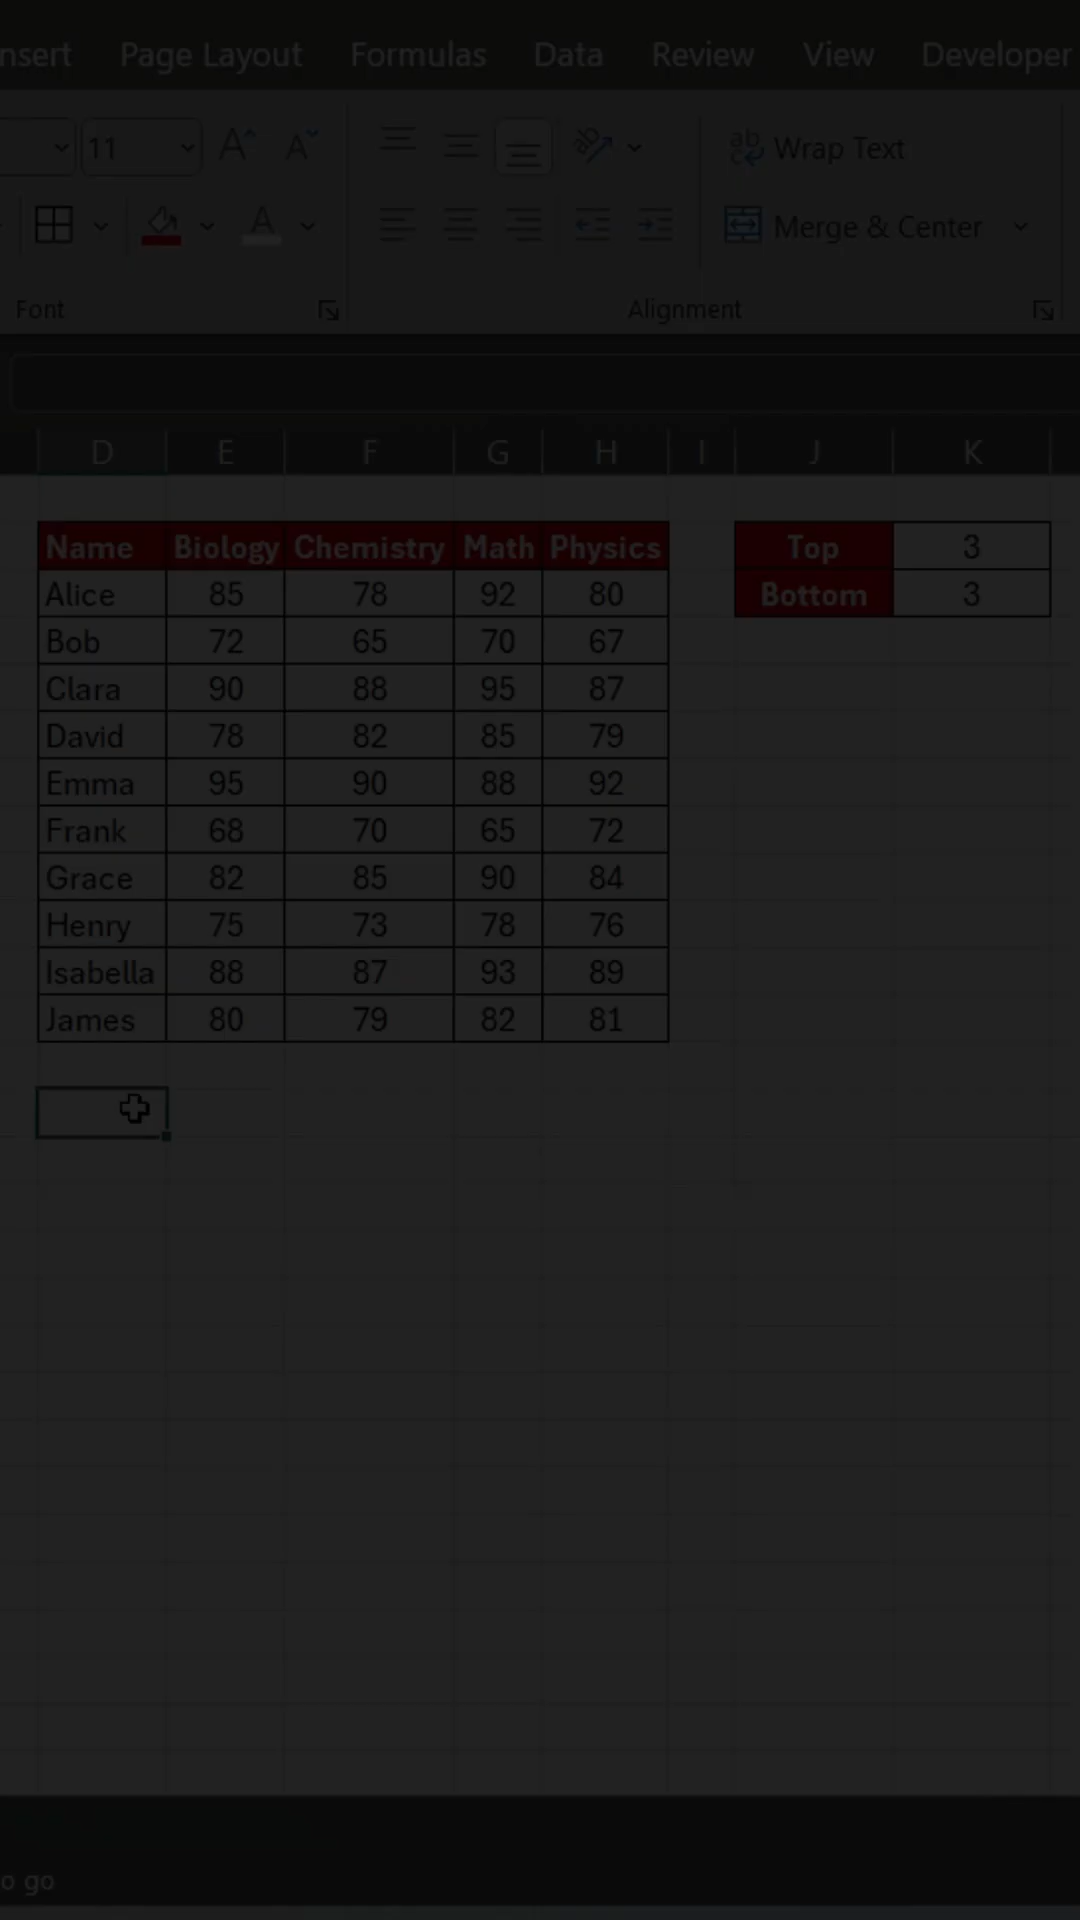 nsert Page Layout Formulas Data Review View Developer
11 Wrap Text
Merge & Center
Font Alignment
D E F G H I J K
Name Biology Chemistry Math Physics Top 3
Alice 85 78 92 80 Bottom 3
Bob 72 65 70 67
Clara 90 88 95 87
David 78 82 85 79
Emma 95 90 88 92
Frank 68 70 65 72
Grace 82 85 90 84
Henry 75 73 78 76
Isabella 88 87 93 89
James 80 79 82 81
o go